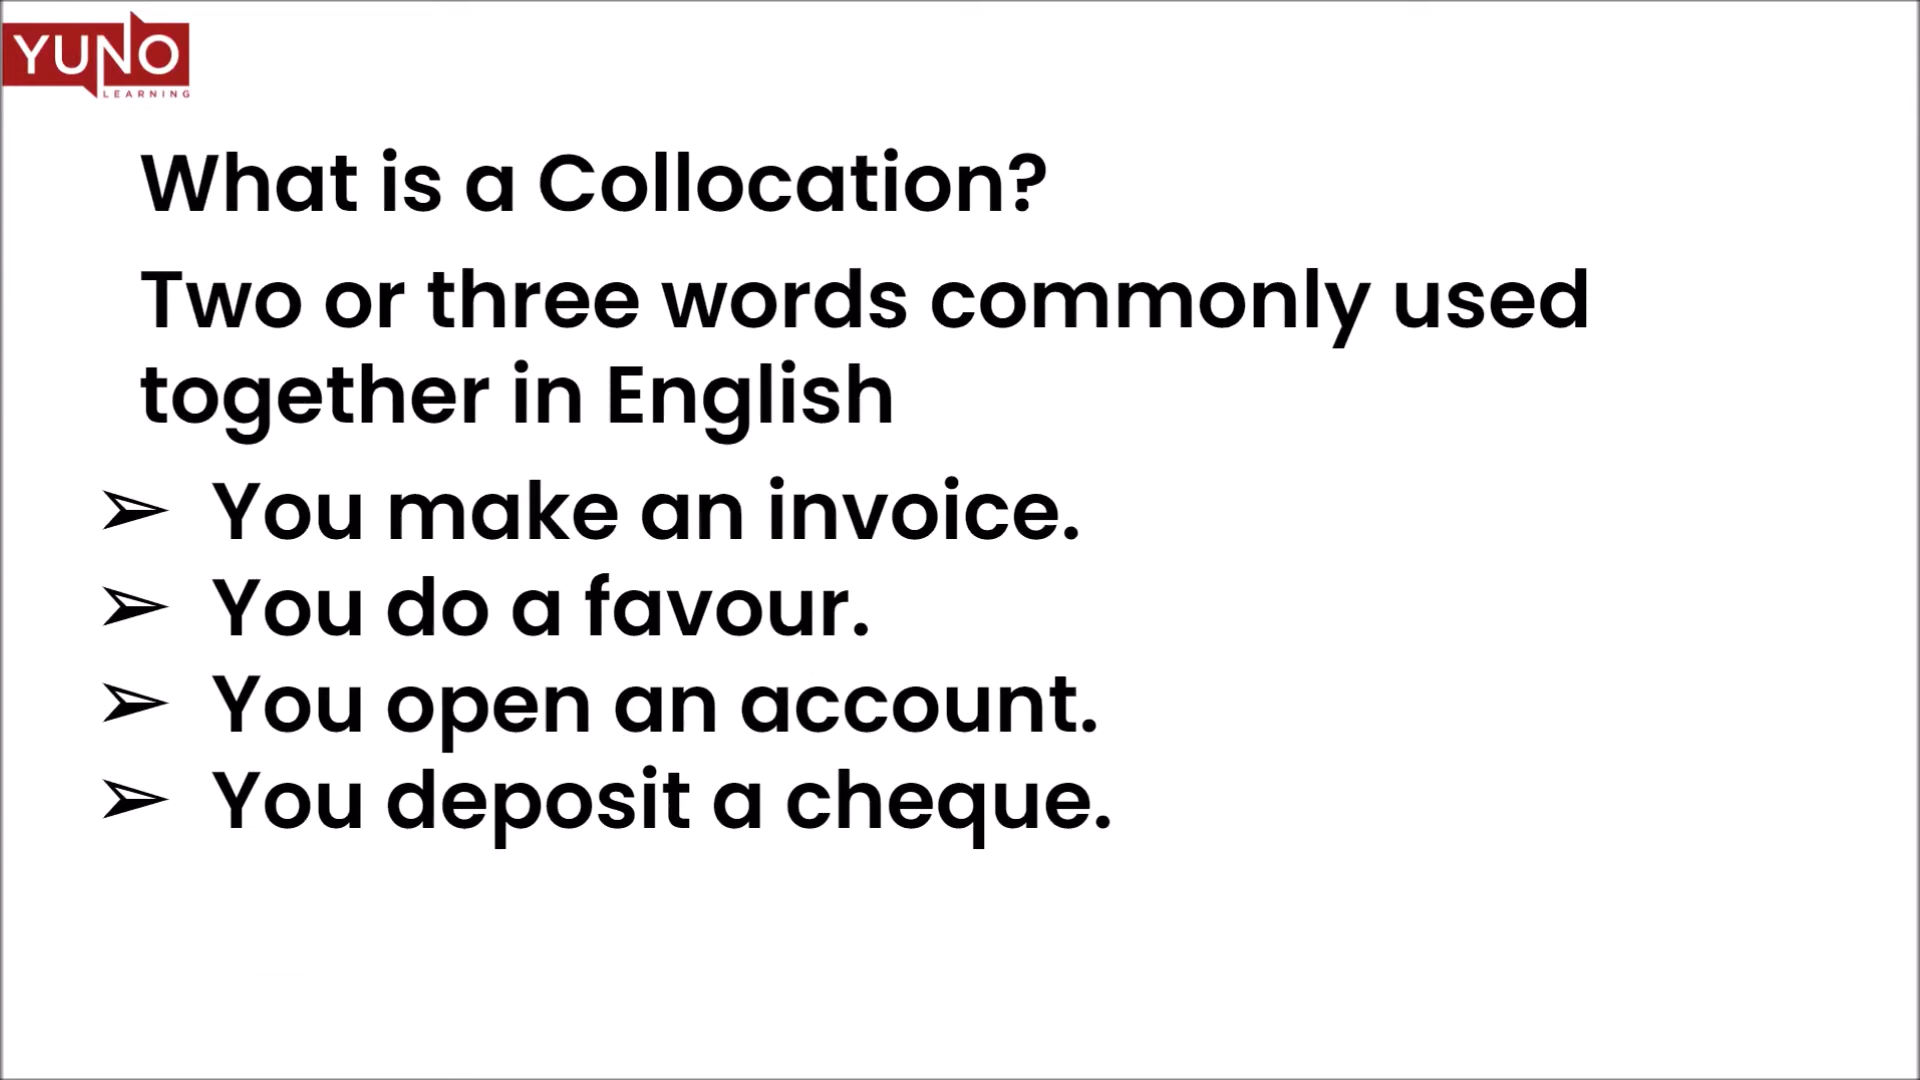 YUNO
LEARNING
What is a Collocation?
Two or three words commonly used
together in English
➢ You make an invoice.
➢ You do a favour.
➢ You open an account.
➢ You deposit a cheque.